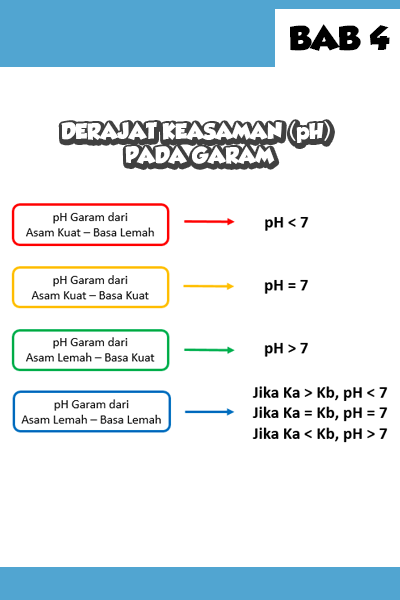 BAB 4
DERAJAT KEASAMAN (pH)
PADA GARAM
pH Garam dari
Asam Kuat – Basa Lemah
pH < 7
pH Garam dari
Asam Kuat – Basa Kuat
pH = 7
pH Garam dari
Asam Lemah – Basa Kuat
pH > 7
pH Garam dari
Asam Lemah – Basa Lemah
Jika Ka > Kb, pH < 7
Jika Ka = Kb, pH = 7
Jika Ka < Kb, pH > 7